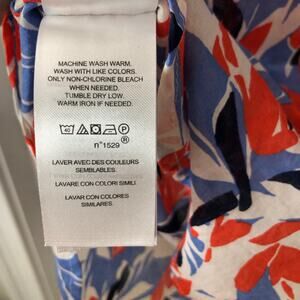 MACHINE WASH WARM.
WASH WITH LIKE COLORS.
ONLY NON-CHLORINE BLEACH
WHEN NEEDED.
TUMBLE DRY LOW.
WARM IRON IF NEEDED.
40 P
n°1529
LAVER AVEC DES COULEURS
SEMBLABLES.
LAVARE CON COLORI SIMILI.
LAVAR CON COLORES
SIMILARES.